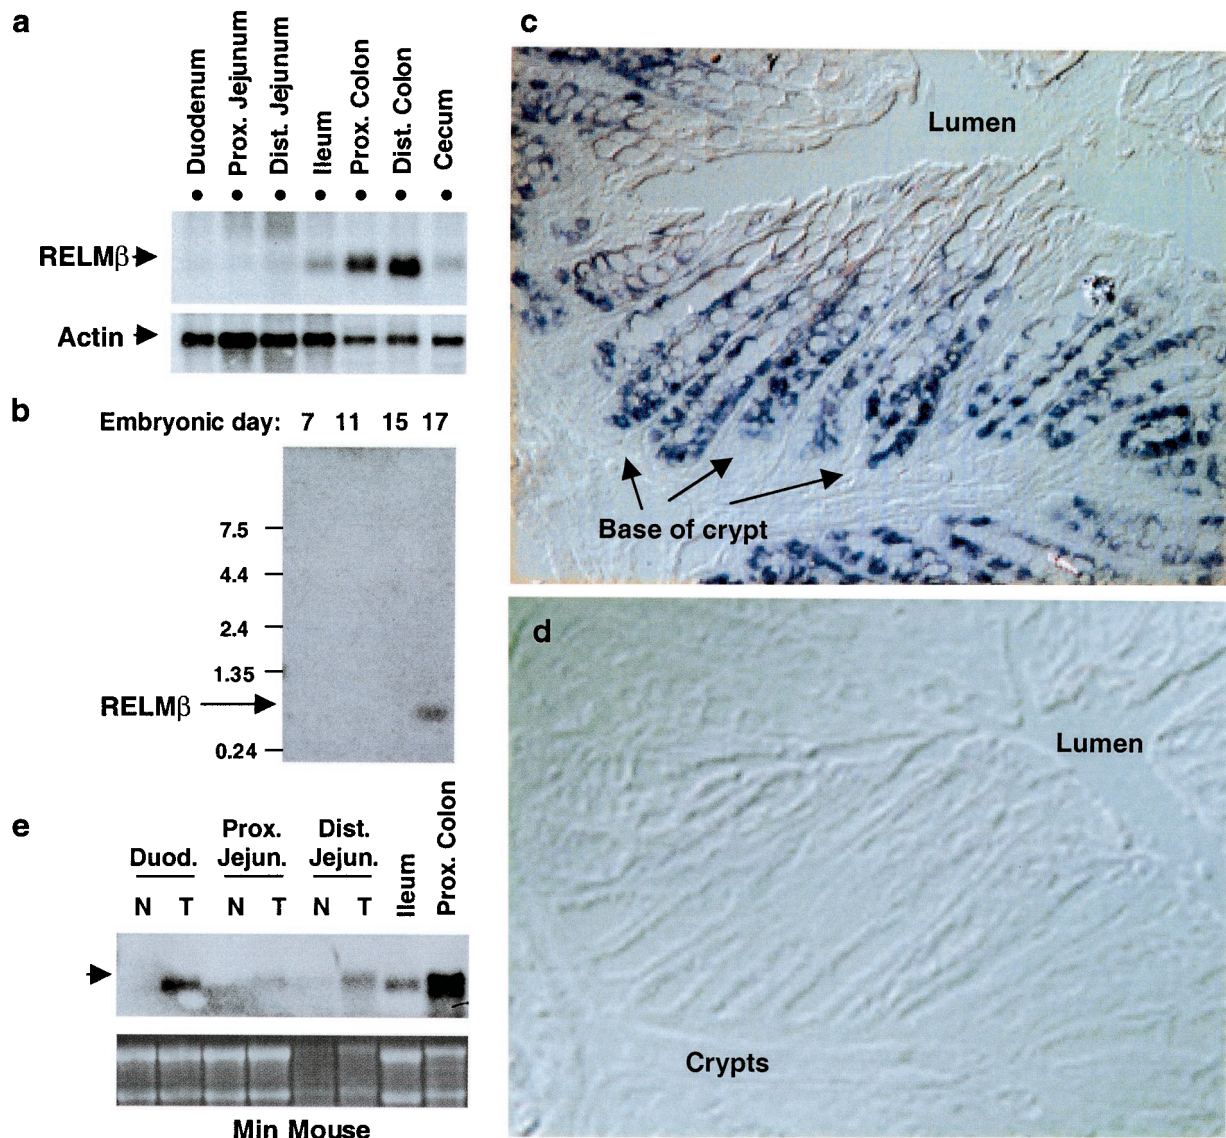 a
Duodenum
Prox. Jejunum
Dist. Jejunum
Ileum
Prox. Colon
Dist. Colon
Cecum
RELMβ
Actin
b
Embryonic day: 7 11 15 17
7.5
4.4
2.4
1.35
RELMβ
0.24
c
Lumen
Base of crypt
d
Lumen
Crypts
e
Duod.
Prox. Jejun.
Dist. Jejun.
Ileum
Prox. Colon
N T N T N T
Min Mouse